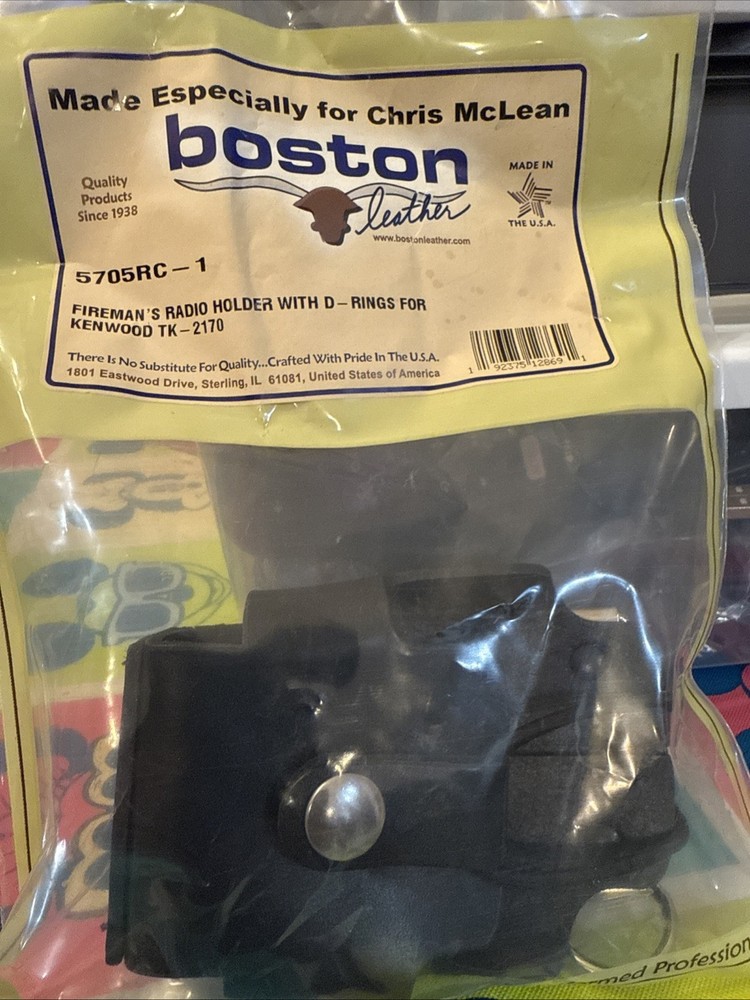 Made Especially for Chris McLean
boston
leather
www.bostonleather.com
Quality
Products
Since 1938
MADE IN
THE U.S.A.
5705RC-1
FIREMAN'S RADIO HOLDER WITH D-RINGS FOR
KENWOOD TK-2170
There Is No Substitute For Quality...Crafted With Pride In The U.S.A.
1801 Eastwood Drive, Sterling, IL 61081, United States of America
1 92375 12869 1
Profession